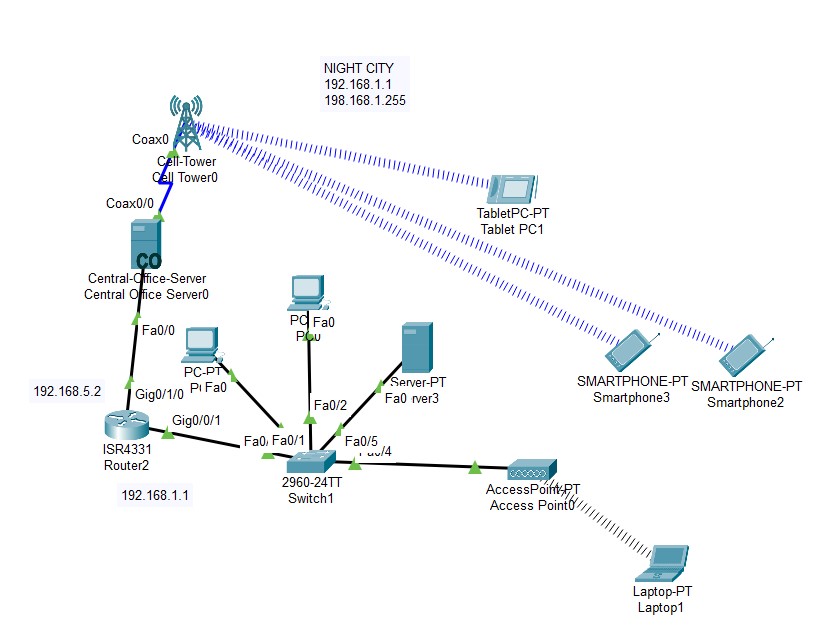 NIGHT CITY
192.168.1.1
198.168.1.255
Coax0
Cell-Tower
Cell Tower0
Coax0/0
TabletPC-PT
Tablet PC1
CO
Central-Office-Server
Central Office Server0
Fa0/0
PC
Fa0
PC-PT
Fa0
Server-PT
Fa0 rver3
SMARTPHONE-PT
Smartphone3
SMARTPHONE-PT
Smartphone2
192.168.5.2
Gig0/1/0
Gig0/0/1
Fa0/2
ISR4331
Router2
Fa0/
Fa0/1
Fa0/5
2960-24TT
Switch1
AccessPoint-PT
Access Point0
192.168.1.1
Laptop-PT
Laptop1